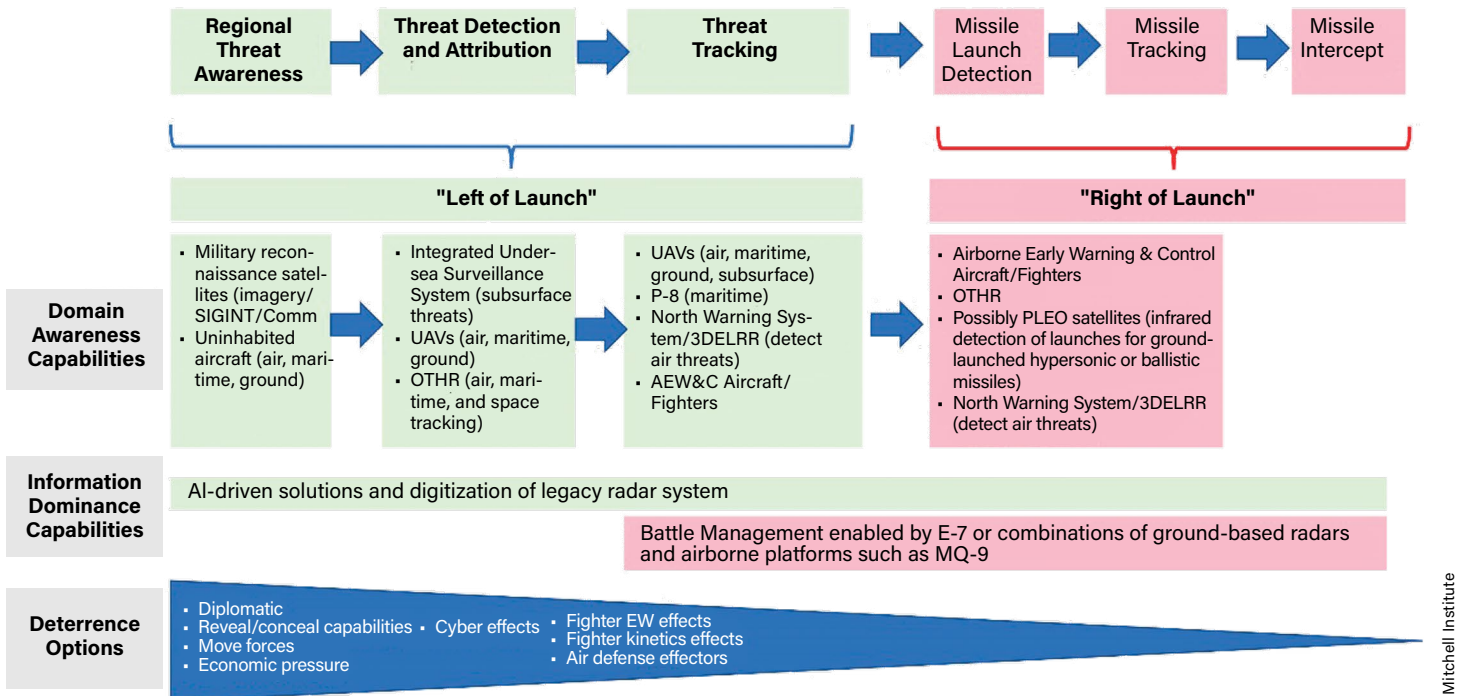 Regional
Threat
Awareness
Threat Detection
and Attribution
Threat
Tracking
Missile
Launch
Detection
Missile
Tracking
Missile
Intercept
"Left of Launch"
"Right of Launch"
Domain
Awareness
Capabilities
▪ Military recon-
naissance satel-
lites (imagery/
SIGINT/Comm
▪ Uninhabited
aircraft (air, mari-
time, ground)
▪ Integrated Under-
sea Surveillance
System (subsurface
threats)
▪ UAVs (air, maritime,
ground)
▪ OTHR (air, mari-
time, and space
tracking)
▪ UAVs (air, maritime,
ground, subsurface)
▪ P-8 (maritime)
▪ North Warning Sys-
tem/3DELRR (detect
air threats)
▪ AEW&C Aircraft/
Fighters
▪ Airborne Early Warning & Control
Aircraft/Fighters
▪ OTHR
▪ Possibly PLEO satellites (infrared
detection of launches for ground-
launched hypersonic or ballistic
missiles)
▪ North Warning System/3DELRR
(detect air threats)
Information
Dominance
Capabilities
AI-driven solutions and digitization of legacy radar system
Battle Management enabled by E-7 or combinations of ground-based radars
and airborne platforms such as MQ-9
Deterrence
Options
▪ Diplomatic
▪ Reveal/conceal capabilities
▪ Move forces
▪ Economic pressure
▪ Cyber effects
▪ Fighter EW effects
▪ Fighter kinetics effects
▪ Air defense effectors
Mitchell Institute